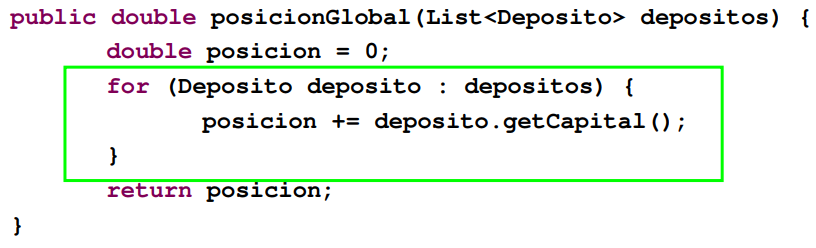 public double posicionGlobal(List<Deposito> depositos) {
double posicion = 0;
for (Deposito deposito : depositos) {
posicion += deposito.getCapital();
}
return posicion;
}